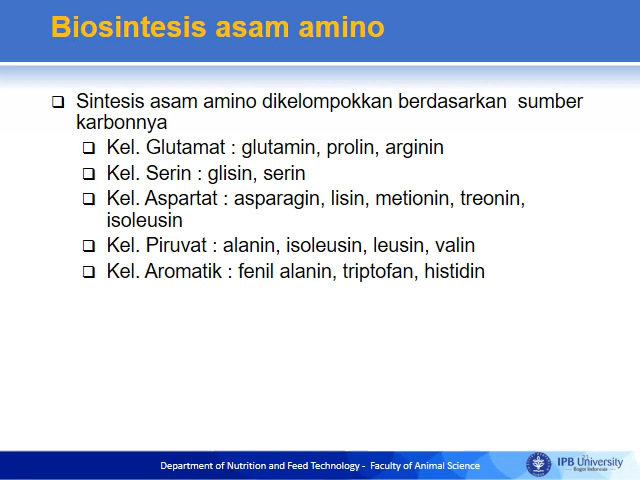 Biosintesis asam amino
Sintesis asam amino dikelompokkan berdasarkan sumber
karbonnya
Kel. Glutamat : glutamin, prolin, arginin
Kel. Serin : glisin, serin
Kel. Aspartat : asparagin, lisin, metionin, treonin,
isoleusin
Kel. Piruvat : alanin, isoleusin, leusin, valin
Kel. Aromatik : fenil alanin, triptofan, histidin
Department of Nutrition and Feed Technology - Faculty of Animal Science
IPB University
Bogor Indonesia